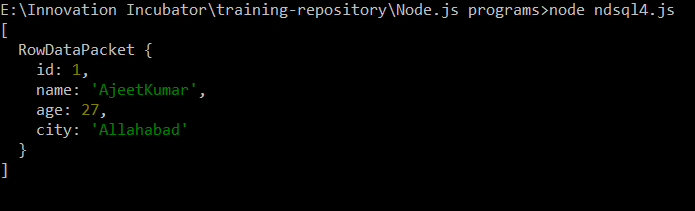 E:\Innovation Incubator\training-repository\Node.js programs>node ndsql4.js
[
  RowDataPacket {
    id: 1,
    name: 'AjeetKumar',
    age: 27,
    city: 'Allahabad'
  }
]